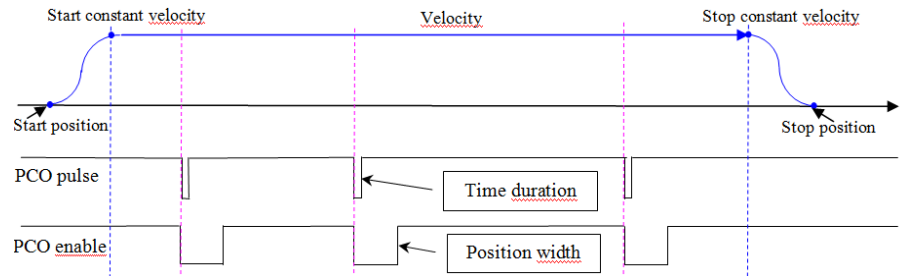 Start constant velocity
Velocity
Stop constant velocity
Start position
Stop position
PCO pulse
Time duration
PCO enable
Position width